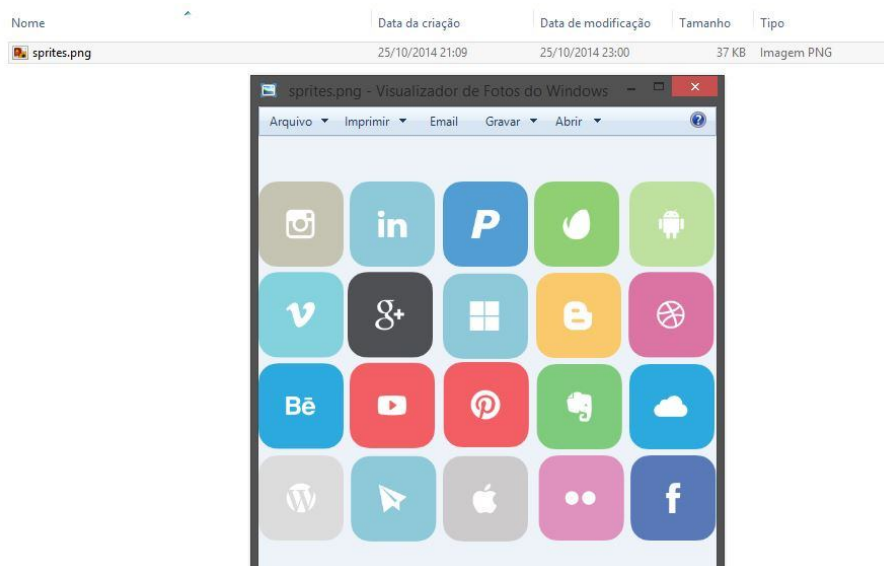 Nome Data da criação Data de modificação Tamanho Tipo
sprites.png 25/10/2014 21:09 25/10/2014 23:00 37 KB Imagem PNG
sprites.png - Visualizador de Fotos do Windows
Arquivo Imprimir Email Gravar Abrir
in P
g+
Bē
f